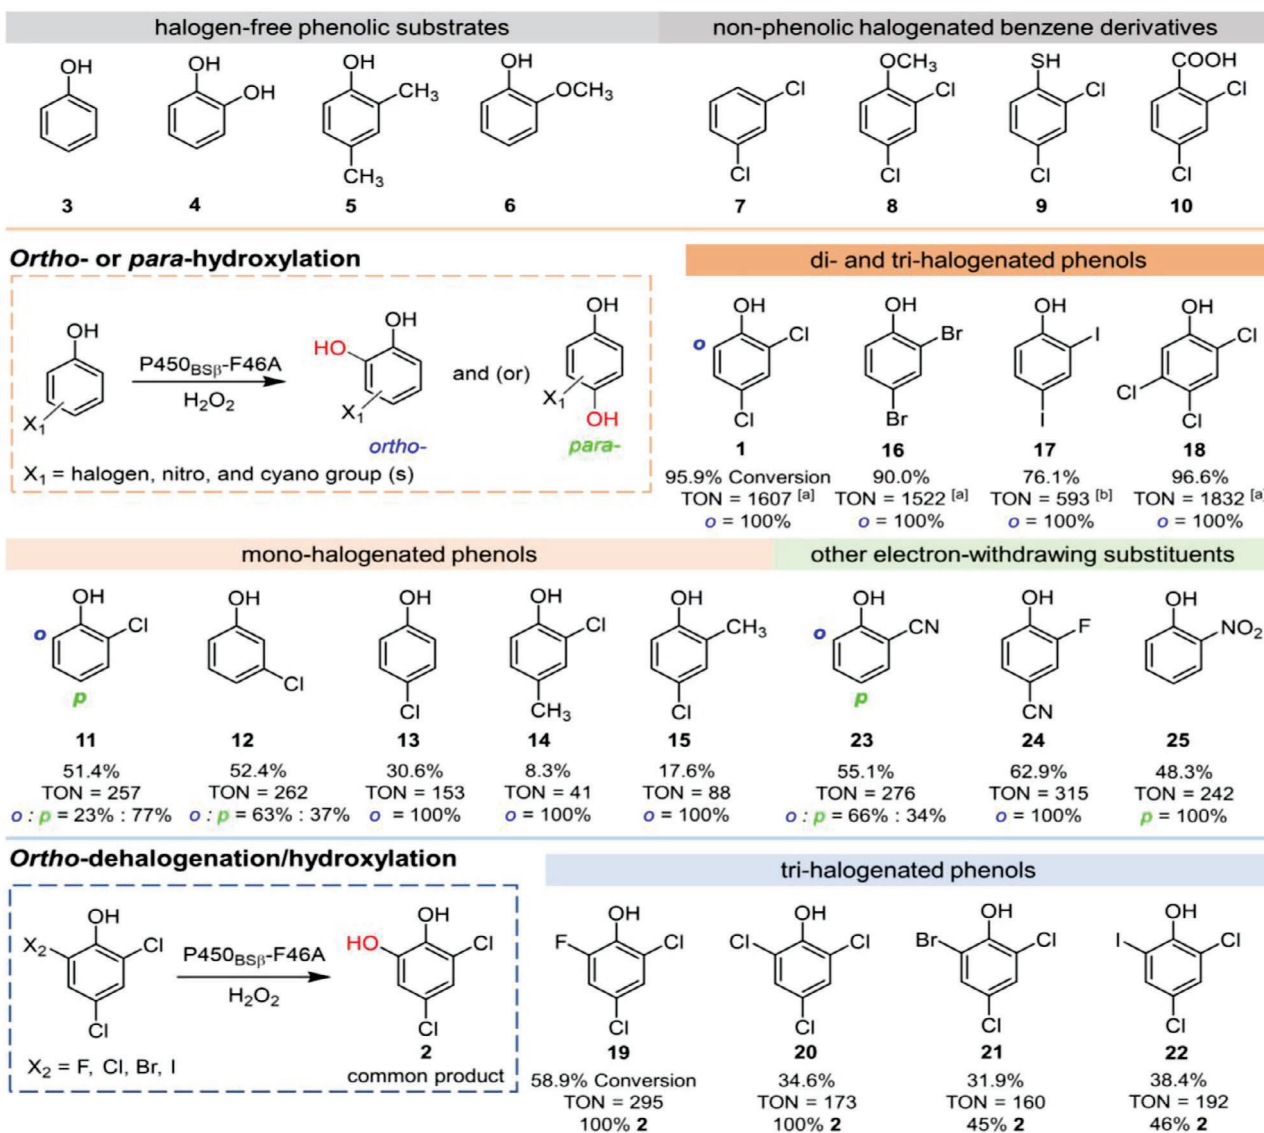 halogen-free phenolic substrates
non-phenolic halogenated benzene derivatives
OH
OH
OH
OH
CH3
CH3
OH
OCH3
Cl
Cl
OCH3
Cl
Cl
SH
Cl
Cl
COOH
Cl
Cl
3 4 5 6 7 8 9 10
Ortho- or para-hydroxylation
OH
X1
P450BSβ-F46A
H2O2
OH
HO
X1
ortho-
and (or)
OH
X1
OH
para-
X1 = halogen, nitro, and cyano group (s)
di- and tri-halogenated phenols
OH
o
Cl
Cl
OH
Br
Br
OH
I
I
OH
Cl
Cl
Cl
1 16 17 18
95.9% Conversion 90.0% 76.1% 96.6%
TON = 1607 [a] TON = 1522 [a] TON = 593 [b] TON = 1832 [a]
o = 100% o = 100% o = 100% o = 100%
mono-halogenated phenols
other electron-withdrawing substituents
OH
o
Cl
p
OH
Cl
OH
Cl
OH
Cl
CH3
OH
CH3
Cl
OH
o
CN
p
OH
F
CN
OH
NO2
11 12 13 14 15 23 24 25
51.4% 52.4% 30.6% 8.3% 17.6% 55.1% 62.9% 48.3%
TON = 257 TON = 262 TON = 153 TON = 41 TON = 88 TON = 276 TON = 315 TON = 242
o : p = 23% : 77% o : p = 63% : 37% o = 100% o = 100% o = 100% o : p = 66% : 34% o = 100% p = 100%
Ortho-dehalogenation/hydroxylation
OH
X2
Cl
Cl
P450BSβ-F46A
H2O2
OH
HO
Cl
Cl
2
common product
X2 = F, Cl, Br, I
tri-halogenated phenols
OH
F
Cl
Cl
OH
Cl
Cl
Cl
OH
Br
Cl
Cl
OH
I
Cl
Cl
19 20 21 22
58.9% Conversion 34.6% 31.9% 38.4%
TON = 295 TON = 173 TON = 160 TON = 192
100% 2 100% 2 45% 2 46% 2